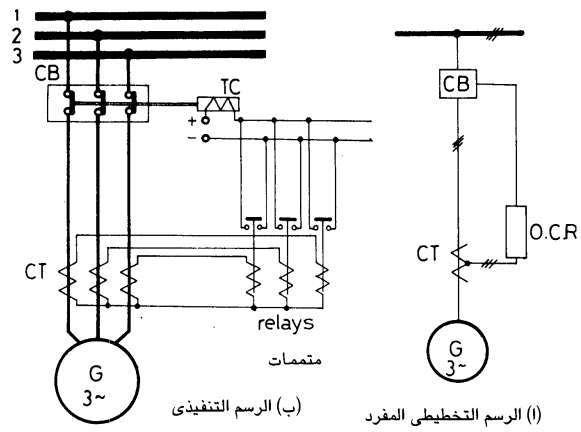 1
2
3
CB
TC
+
−
CT
relays
متممات
G
3~
(ب) الرسم التنفيذى
CB
O.C.R
CT
G
3~
(ا) الرسم التخطيطى المفرد